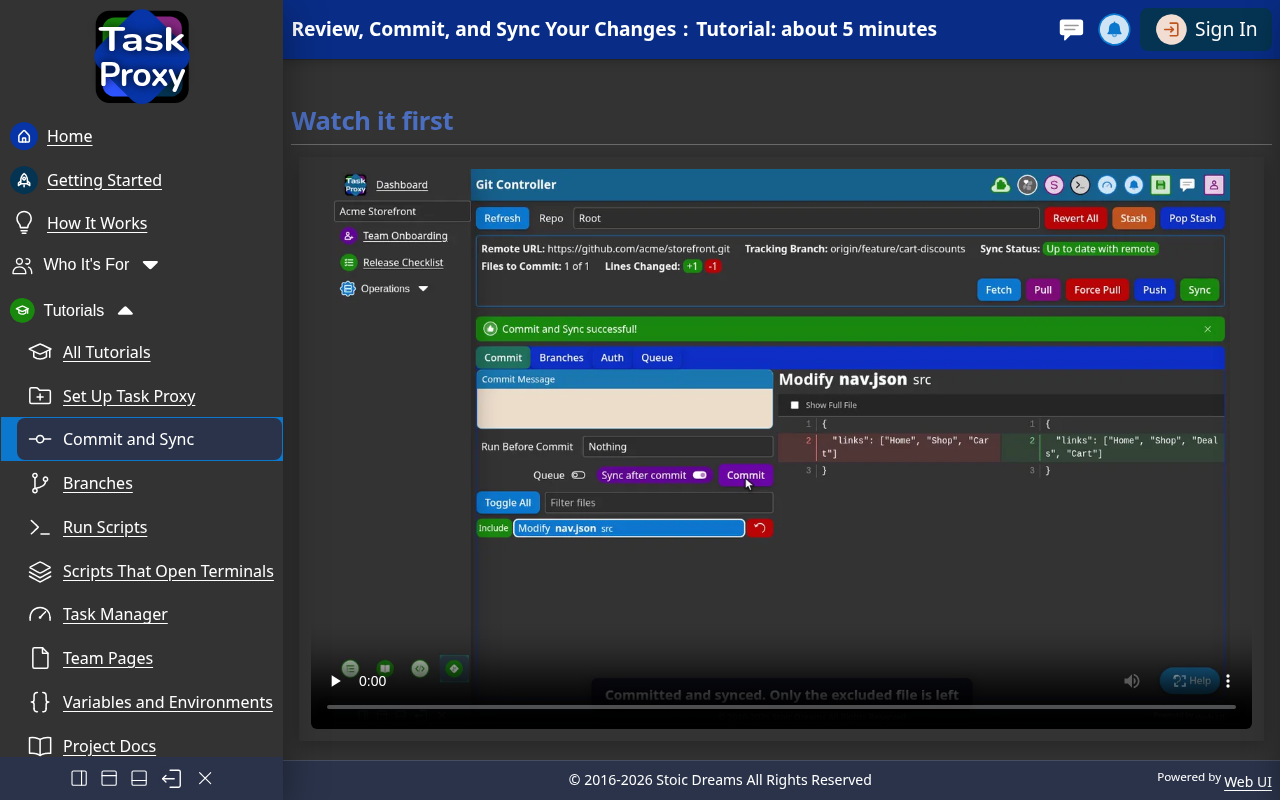 Task
Proxy
Home
Getting Started
How It Works
Who It's For
Tutorials
All Tutorials
Set Up Task Proxy
Commit and Sync
Branches
Run Scripts
Scripts That Open Terminals
Task Manager
Team Pages
Variables and Environments
Project Docs
Review, Commit, and Sync Your Changes : Tutorial: about 5 minutes
Sign In
Watch it first
Task
Proxy
Dashboard
Acme Storefront
Team Onboarding
Release Checklist
Operations
Git Controller
S
Refresh Repo Root Revert All Stash Pop Stash
Remote URL: https://github.com/acme/storefront.git Tracking Branch: origin/feature/cart-discounts Sync Status: Up to date with remote
Files to Commit: 1 of 1 Lines Changed: +1 -1
Fetch Pull Force Pull Push Sync
Commit and Sync successful!
Commit Branches Auth Queue
Commit Message
Run Before Commit Nothing
Queue Sync after commit Commit
Toggle All Filter files
Include Modify nav.json src
Modify nav.json src
Show Full File
1 { 1 {
2 "links": ["Home", "Shop", "Car 2 "links": ["Home", "Shop", "Deal
t"] s", "Cart"]
3 } 3 }
0:00
Help
Committed and synced. Only the excluded file is left
© 2016-2026 Stoic Dreams All Rights Reserved
Powered by Web UI